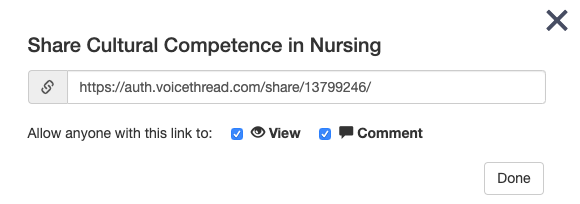 Share Cultural Competence in Nursing
https://auth.voicethread.com/share/13799246/
Allow anyone with this link to: View Comment
Done